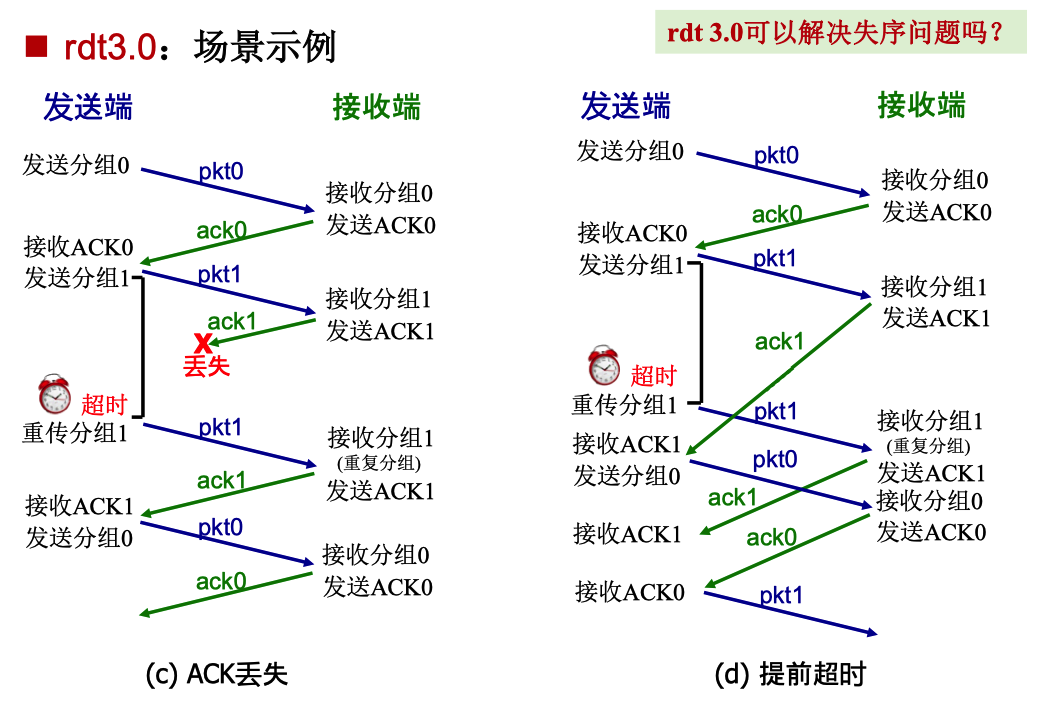 ■ rdt3.0：场景示例
rdt 3.0可以解决失序问题吗？
发送端
接收端
发送分组0
pkt0
接收分组0
发送ACK0
ack0
接收ACK0
发送分组1
pkt1
接收分组1
发送ACK1
ack1
X
丢失
超时
重传分组1
pkt1
接收分组1
(重复分组)
发送ACK1
ack1
接收ACK1
发送分组0
pkt0
接收分组0
发送ACK0
ack0
(c) ACK丢失
发送端
接收端
发送分组0
pkt0
接收分组0
发送ACK0
ack0
接收ACK0
发送分组1
pkt1
接收分组1
发送ACK1
ack1
超时
重传分组1
pkt1
接收分组1
(重复分组)
发送ACK1
接收ACK1
发送分组0
pkt0
接收分组0
发送ACK0
ack1
接收ACK1
ack0
接收ACK0
pkt1
(d) 提前超时